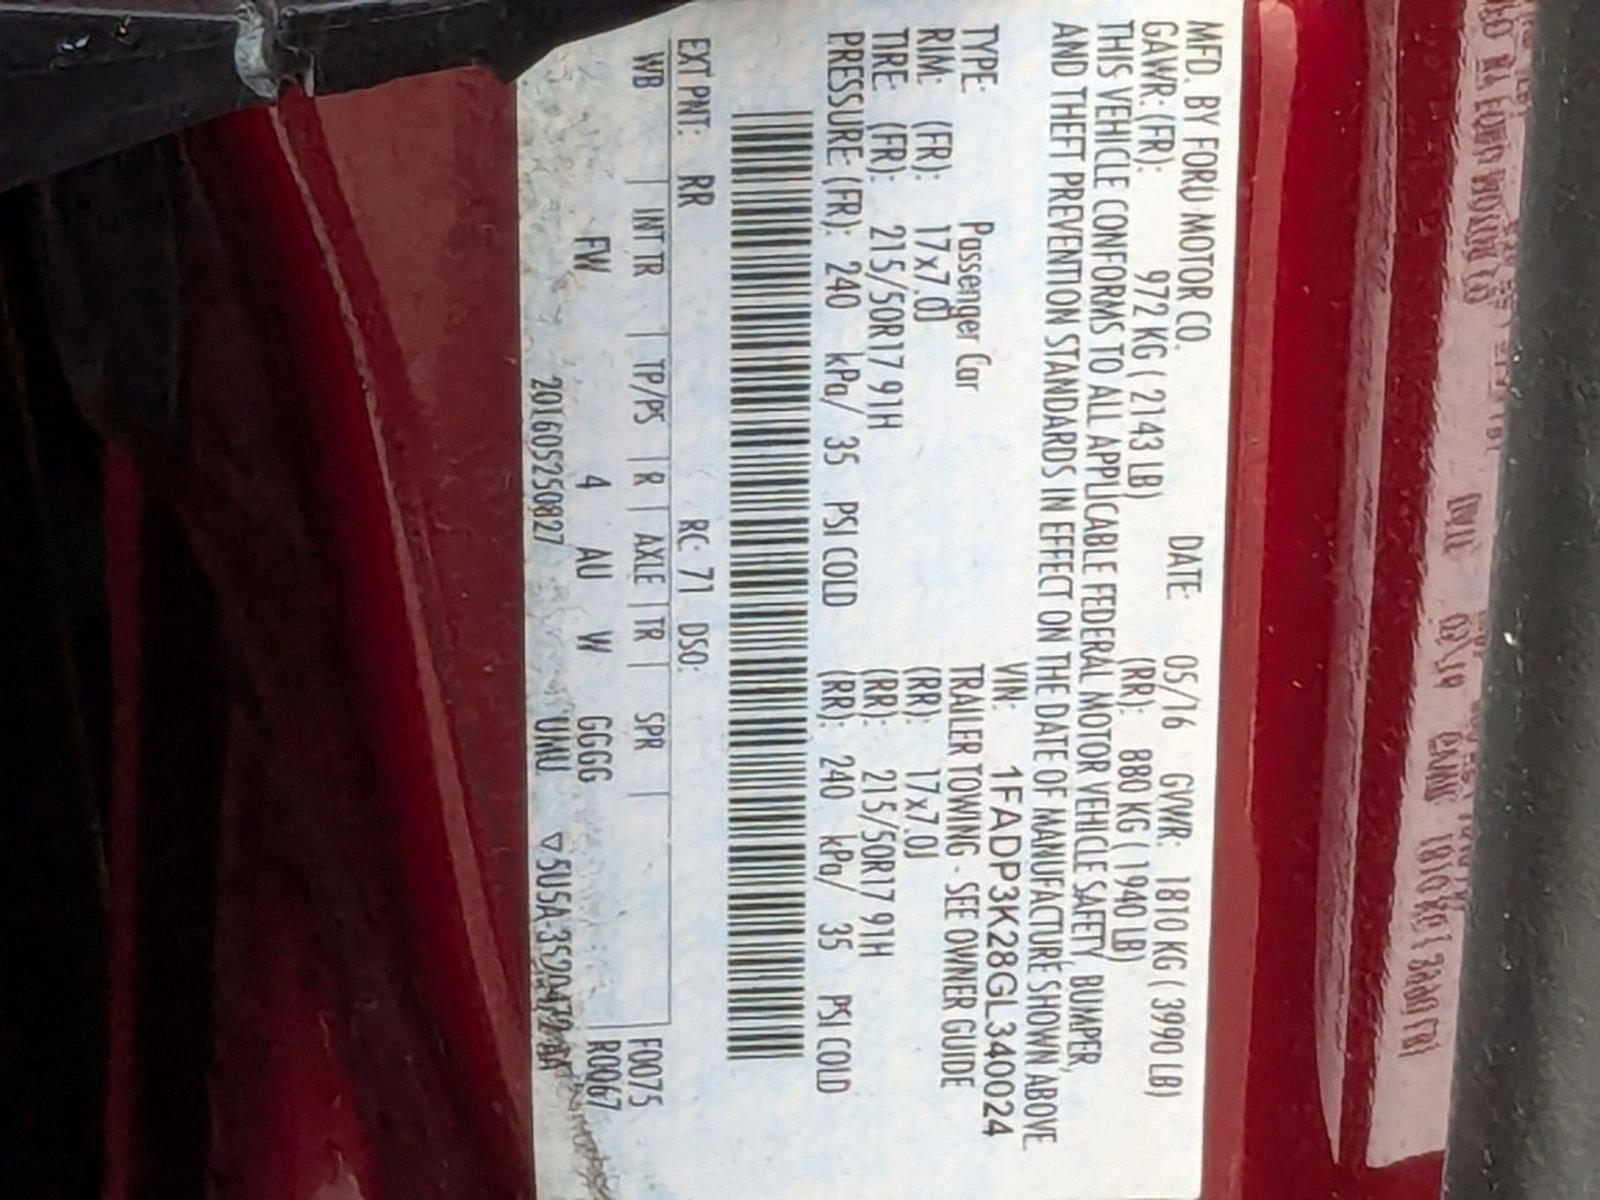 MFD. BY FORD MOTOR CO.
DATE: 05/16 GVWR: 1810 KG ( 3990 LB)
GAWR: (FR): 972 KG ( 2143 LB) (RR): 880 KG ( 1940 LB)
THIS VEHICLE CONFORMS TO ALL APPLICABLE FEDERAL MOTOR VEHICLE SAFETY, BUMPER,
AND THEFT PREVENTION STANDARDS IN EFFECT ON THE DATE OF MANUFACTURE SHOWN ABOVE.
VIN: 1FADP3K28GL340024
TYPE: Passenger Car TRAILER TOWING - SEE OWNER GUIDE
RIM: (FR): 17x7.0J (RR): 17x7.0J
TIRE: (FR): 215/50R17 91H (RR): 215/50R17 91H
PRESSURE: (FR): 240 kPa/ 35 PSI COLD (RR): 240 kPa/ 35 PSI COLD
EXT PNT: RR RC: 71 DSO: F0075
WB | INT TR | TP/PS | R | AXLE | TR | SPR | R0067
FW 4 AU W GGGG
20160525250827 UMU ▽5U5A-3520472-BA